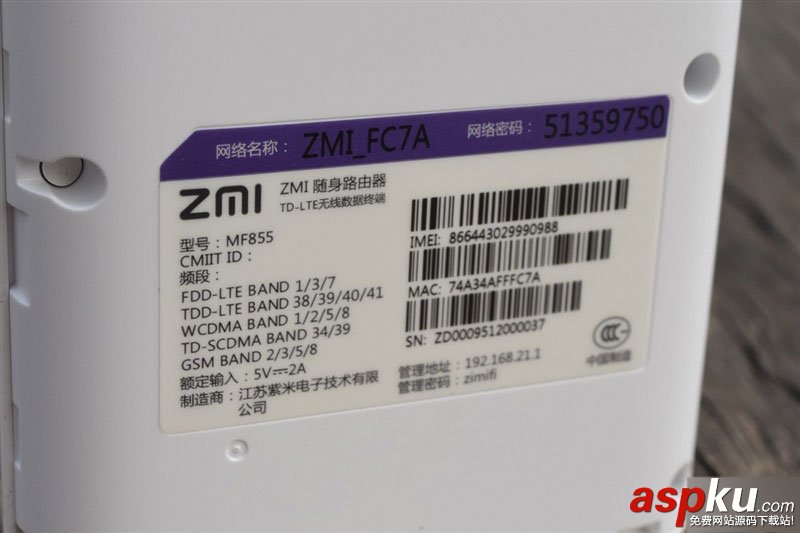 网络名称： ZMI_FC7A 网络密码： 51359750
ZMI ZMI 随身路由器
TD-LTE无线数据终端
型号：MF855
CMIIT ID：
频段：
FDD-LTE BAND 1/3/7
TDD-LTE BAND 38/39/40/41
WCDMA BAND 1/2/5/8
TD-SCDMA BAND 34/39
GSM BAND 2/3/5/8
额定输入：5V⎓2A
制造商：江苏紫米电子技术有限
公司
IMEI: 866443029990988
MAC: 74A34AFFFC7A
SN: ZD0009512000037
管理地址：192.168.21.1
管理密码：zimifi
CCC
中国制造
aspku.com
免费网站源码下载站!